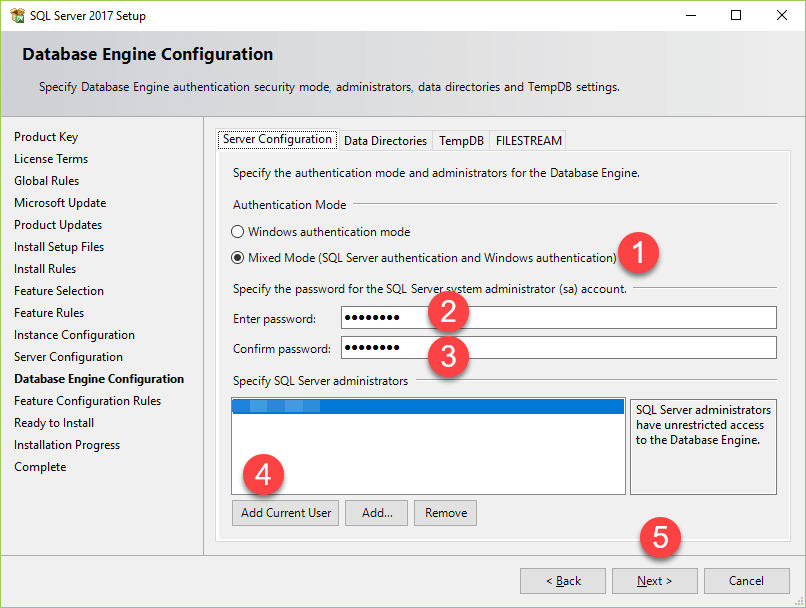 SQL Server 2017 Setup
Database Engine Configuration
Specify Database Engine authentication security mode, administrators, data directories and TempDB settings.
Product Key
License Terms
Global Rules
Microsoft Update
Product Updates
Install Setup Files
Install Rules
Feature Selection
Feature Rules
Instance Configuration
Server Configuration
Database Engine Configuration
Feature Configuration Rules
Ready to Install
Installation Progress
Complete
Server Configuration Data Directories TempDB FILESTREAM
Specify the authentication mode and administrators for the Database Engine.
Authentication Mode
Windows authentication mode
Mixed Mode (SQL Server authentication and Windows authentication) 1
Specify the password for the SQL Server system administrator (sa) account.
Enter password: ●●●●●●●● 2
Confirm password: ●●●●●●●● 3
Specify SQL Server administrators
SQL Server administrators
have unrestricted access
to the Database Engine.
4
Add Current User Add... Remove
5
< Back Next > Cancel